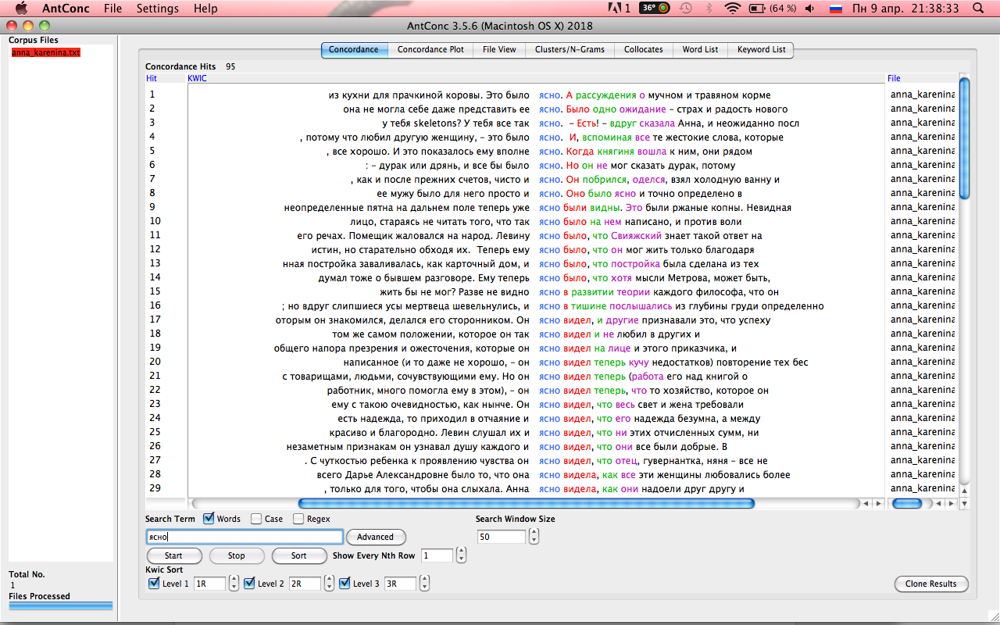 AntConc File Settings Help 1 36° (64 %) Пн 9 апр. 21:38:33
AntConc 3.5.6 (Macintosh OS X) 2018
Corpus Files
anna_karenina.txt
Concordance Concordance Plot File View Clusters/N-Grams Collocates Word List Keyword List
Concordance Hits 95
Hit KWIC File
1 из кухни для прачкиной коровы. Это было ясно. А рассуждения о мучном и травяном корме anna_karenina
2 она не могла себе даже представить ее ясно. Было одно ожидание – страх и радость нового anna_karenina
3 у тебя skeletons? У тебя все так ясно. – Есть! – вдруг сказала Анна, и неожиданно посл anna_karenina
4 , потому что любил другую женщину, – это было ясно. И, вспоминая все те жестокие слова, которые anna_karenina
5 , все хорошо. И это показалось ему вполне ясно. Когда княгиня вошла к ним, они рядом anna_karenina
6 : – дурак или дрянь, и все бы было ясно. Но он не мог сказать дурак, потому anna_karenina
7 , как и после прежних счетов, чисто и ясно. Он побрился, оделся, взял холодную ванну и anna_karenina
8 ее мужу было для него просто и ясно. Оно было ясно и точно определено в anna_karenina
9 неопределенные пятна на дальнем поле теперь уже ясно были видны. Это были ржаные копны. Невидная anna_karenina
10 лицо, стараясь не читать того, что так ясно было на нем написано, и против воли anna_karenina
11 его речах. Помещик жаловался на народ. Левину ясно было, что Свияжский знает такой ответ на anna_karenina
12 истин, но старательно обходя их. Теперь ему ясно было, что он мог жить только благодаря anna_karenina
13 нная постройка заваливалась, как карточный дом, и ясно было, что постройка была сделана из тех anna_karenina
14 думал тоже о бывшем разговоре. Ему теперь ясно было, что хотя мысли Метрова, может быть, anna_karenina
15 жить бы не мог? Разве не видно ясно в развитии теории каждого философа, что он anna_karenina
16 ; но вдруг слипшиеся усы мертвеца шевельнулись, и ясно в тишине послышались из глубины груди определенно anna_karenina
17 оторым он знакомился, делался его сторонником. Он ясно видел, и другие признавали это, что успеху anna_karenina
18 том же самом положении, которое он так ясно видел и не любил в других и anna_karenina
19 общего напора презрения и ожесточения, которые он ясно видел на лице и этого приказчика, и anna_karenina
20 написанное (и то даже не хорошо, – он ясно видел теперь кучу недостатков) повторение тех бес anna_karenina
21 с товарищами, людьми, сочувствующими ему. Но он ясно видел теперь (работа его над книгой о anna_karenina
22 работник, много помогла ему в этом), – он ясно видел теперь, что то хозяйство, которое он anna_karenina
23 ему с такою очевидностью, как нынче. Он ясно видел, что весь свет и жена требовали anna_karenina
24 есть надежда, то приходил в отчаяние и ясно видел, что его надежда безумна, а между anna_karenina
25 красиво и благородно. Левин слушал их и ясно видел, что ни этих отчисленных сумм, ни anna_karenina
26 незаметным признакам он узнавал душу каждого и ясно видел, что они все были добрые. В anna_karenina
27 . С чуткостью ребенка к проявлению чувства он ясно видел, что отец, гувернантка, няня – все не anna_karenina
28 всего Дарье Александровне было то, что она ясно видела, как все эти женщины любовались более anna_karenina
29 , только для того, чтобы она слыхала. Анна ясно видела, как они надоели друг другу и anna_karenina
Search Term Words Case Regex Search Window Size
ясно Advanced 50
Start Stop Sort Show Every Nth Row 1
Kwic Sort
Level 1 1R Level 2 2R Level 3 3R Clone Results
Total No.
1
Files Processed